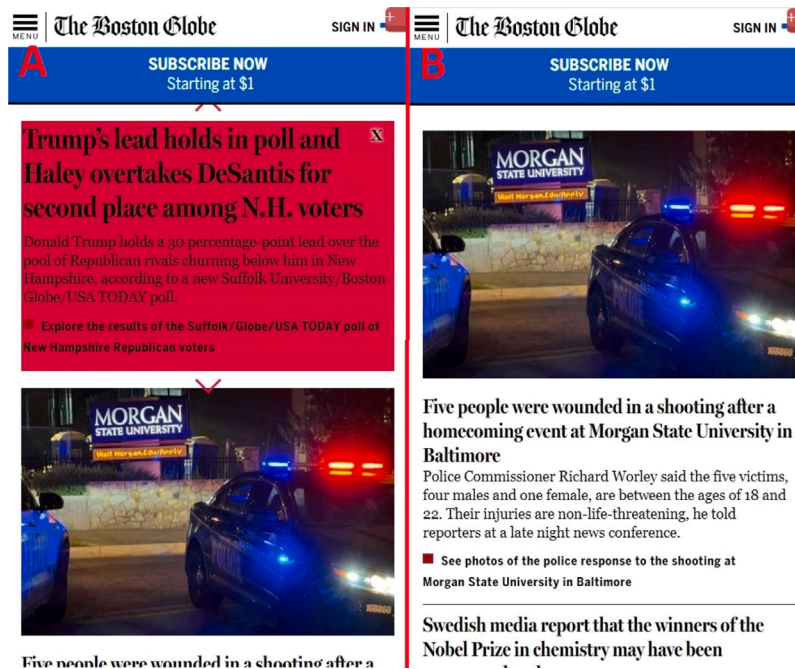 The Boston Globe
SIGN IN
MENU
A
SUBSCRIBE NOW
Starting at $1
Trump's lead holds in poll and
Haley overtakes DeSantis for
second place among N.H. voters
X
Donald Trump holds a 30 percentage-point lead over the
pool of Republican rivals churning below him in New
Hampshire, according to a new Suffolk University/Boston
Globe/USA TODAY poll.
Explore the results of the Suffolk/Globe/USA TODAY poll of
New Hampshire Republican voters
MORGAN
STATE UNIVERSITY
Visit Morgan.Edu/Apply
Five people were wounded in a shooting after a
The Boston Globe
SIGN IN
MENU
B
SUBSCRIBE NOW
Starting at $1
MORGAN
STATE UNIVERSITY
Visit Morgan.Edu/Apply
Five people were wounded in a shooting after a
homecoming event at Morgan State University in
Baltimore
Police Commissioner Richard Worley said the five victims,
four males and one female, are between the ages of 18 and
22. Their injuries are non-life-threatening, he told
reporters at a late night news conference.
See photos of the police response to the shooting at
Morgan State University in Baltimore
Swedish media report that the winners of the
Nobel Prize in chemistry may have been